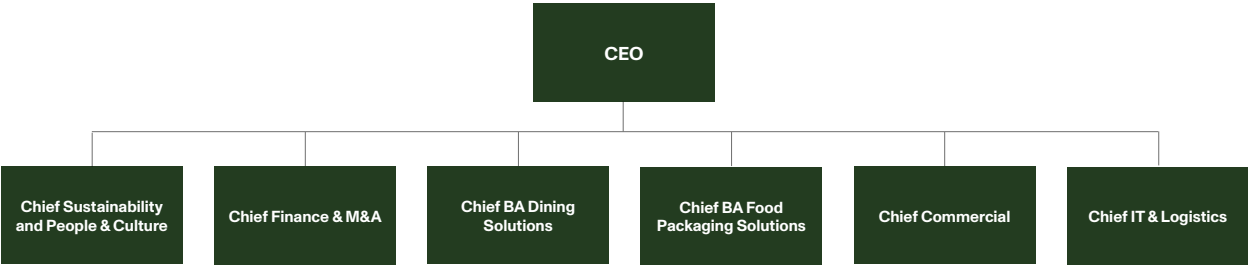 CEO
Chief Sustainability
and People & Culture
Chief Finance & M&A
Chief BA Dining
Solutions
Chief BA Food
Packaging Solutions
Chief Commercial
Chief IT & Logistics